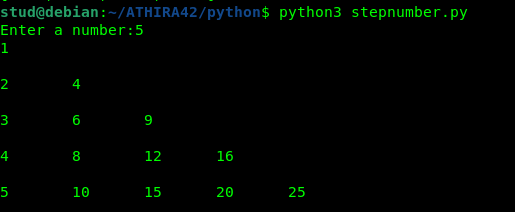 stud@debian:~/ATHIRA42/python$ python3 stepnumber.py
Enter a number:5
1
2 4
3 6 9
4 8 12 16
5 10 15 20 25